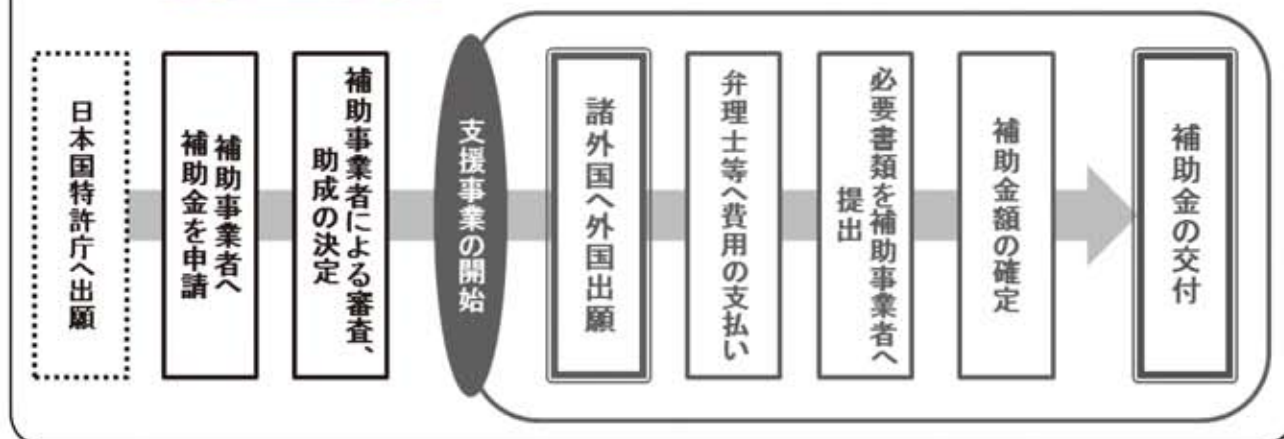 日本国特許庁へ出願
補助事業者へ
補助金を申請
補助事業者による審査、
助成の決定
支援事業の開始
諸外国へ外国出願
弁理士等へ費用の支払い
必要書類を補助事業者へ
提出
補助金額の確定
補助金の交付